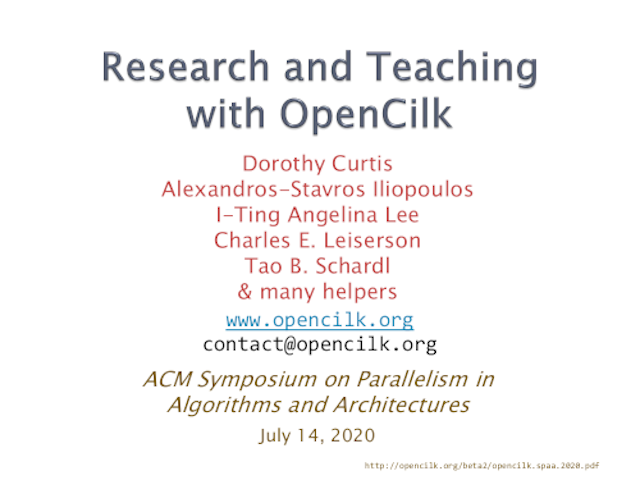 Research and Teaching
with OpenCilk
Dorothy Curtis
Alexandros-Stavros Iliopoulos
I-Ting Angelina Lee
Charles E. Leiserson
Tao B. Schardl
& many helpers
www.opencilk.org
contact@opencilk.org
ACM Symposium on Parallelism in
Algorithms and Architectures
July 14, 2020
http://opencilk.org/beta2/opencilk.spaa.2020.pdf